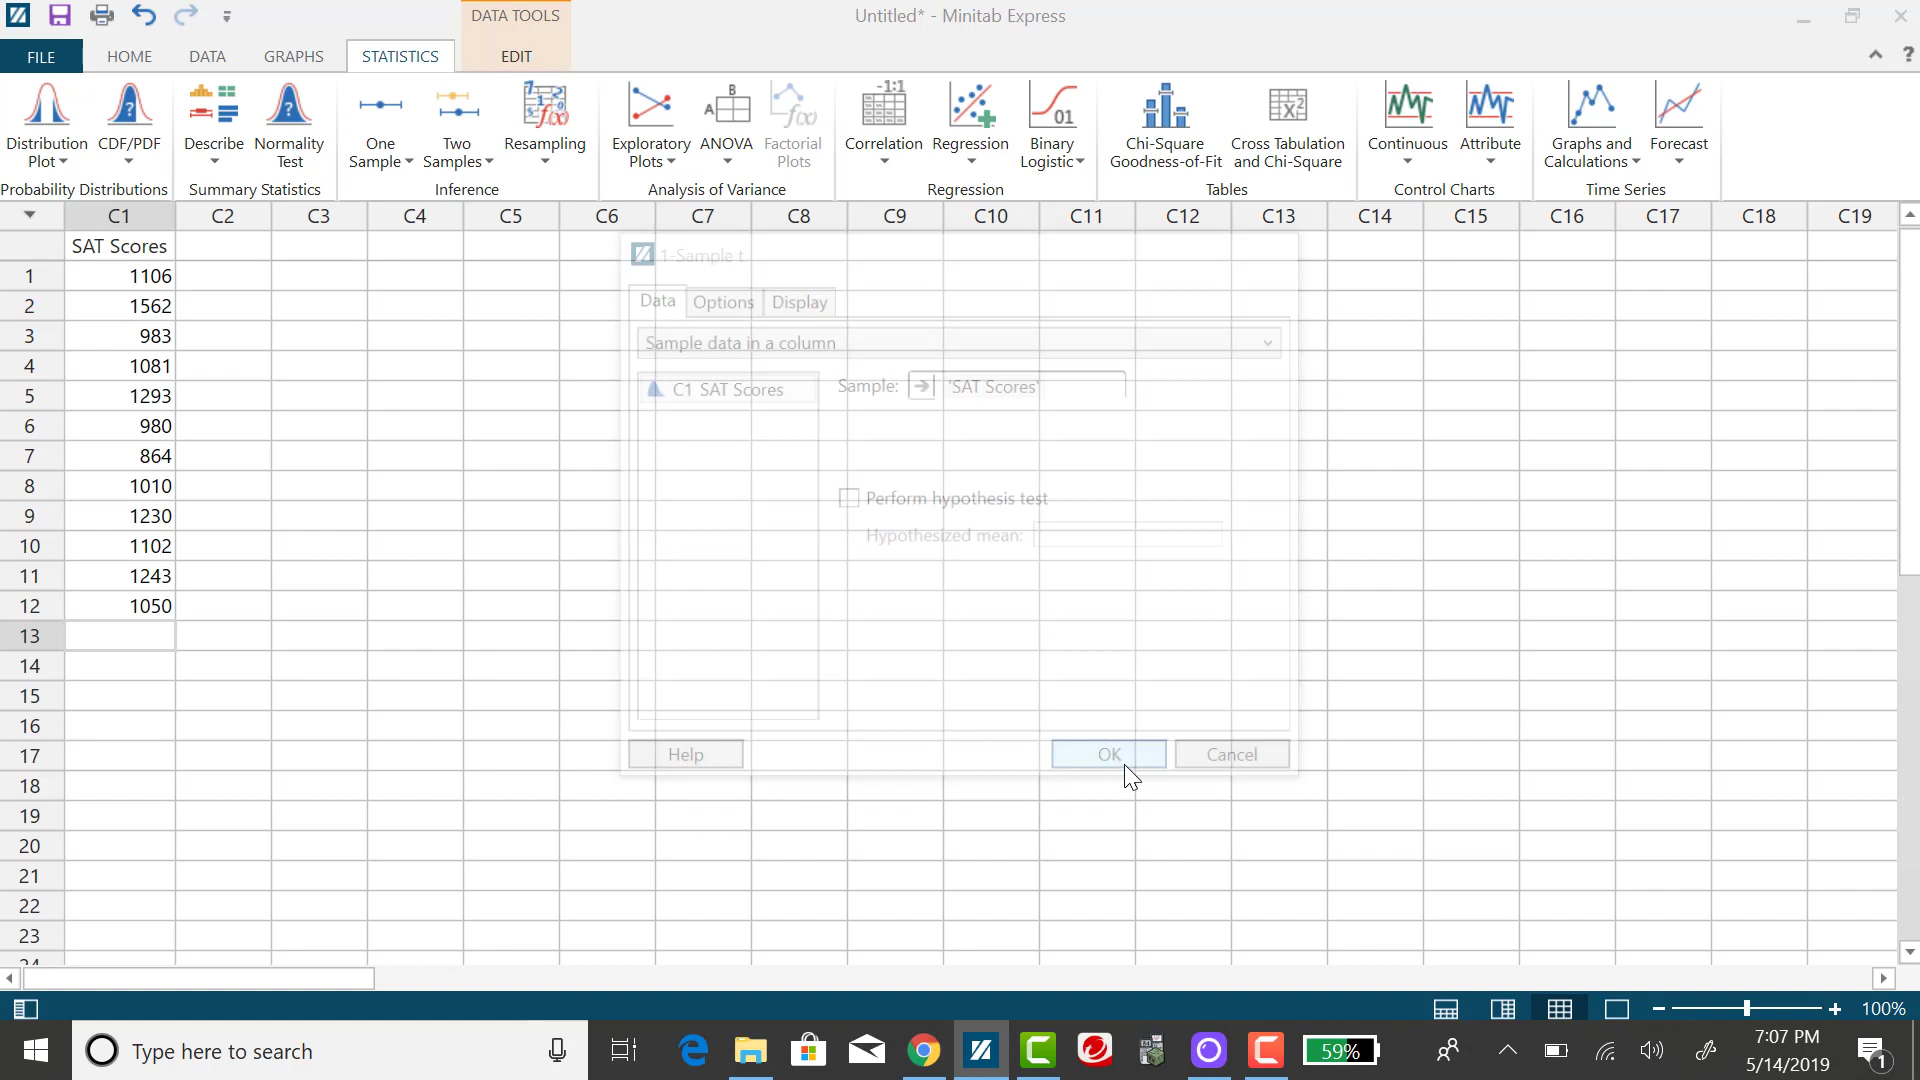 DATA TOOLS
Untitled* - Minitab Express
FILE HOME DATA GRAPHS STATISTICS EDIT
?
Distribution Plot CDF/PDF
Probability Distributions
Describe Normality Test
Summary Statistics
One Sample Two Samples Resampling
Inference
Exploratory Plots ANOVA Factorial Plots
Analysis of Variance
Correlation Regression Binary Logistic
Regression
Chi-Square Goodness-of-Fit Cross Tabulation and Chi-Square
Tables
Continuous Attribute
Control Charts
Graphs and Calculations Forecast
Time Series
C1 C2 C3 C4 C5 C6 C7 C8 C9 C10 C11 C12 C13 C14 C15 C16 C17 C18 C19
SAT Scores
1 1106
2 1562
3 983
4 1081
5 1293
6 980
7 864
8 1010
9 1230
10 1102
11 1243
12 1050
13
14
15
16
17
18
19
20
21
22
23
24
1-Sample t
Data Options Display
Sample data in a column
C1 SAT Scores
Sample: 'SAT Scores'
Perform hypothesis test
Hypothesized mean:
Help OK Cancel
100%
Type here to search
59%
7:07 PM
5/14/2019
1